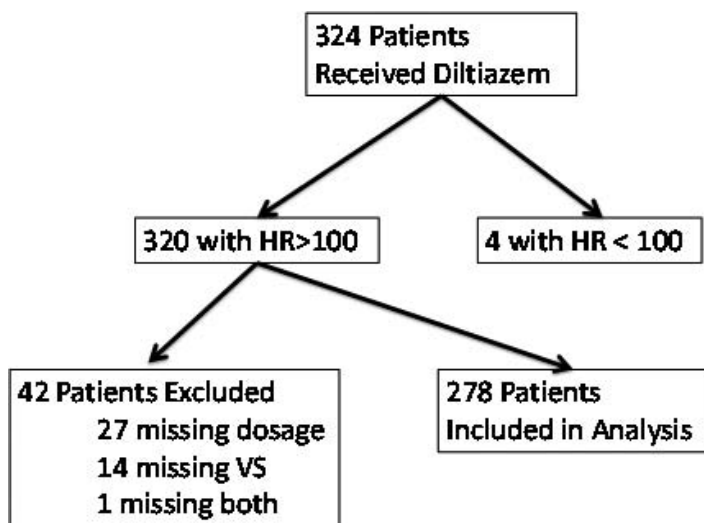 324 Patients
Received Diltiazem
320 with HR>100
4 with HR < 100
42 Patients Excluded
27 missing dosage
14 missing VS
1 missing both
278 Patients
Included in Analysis